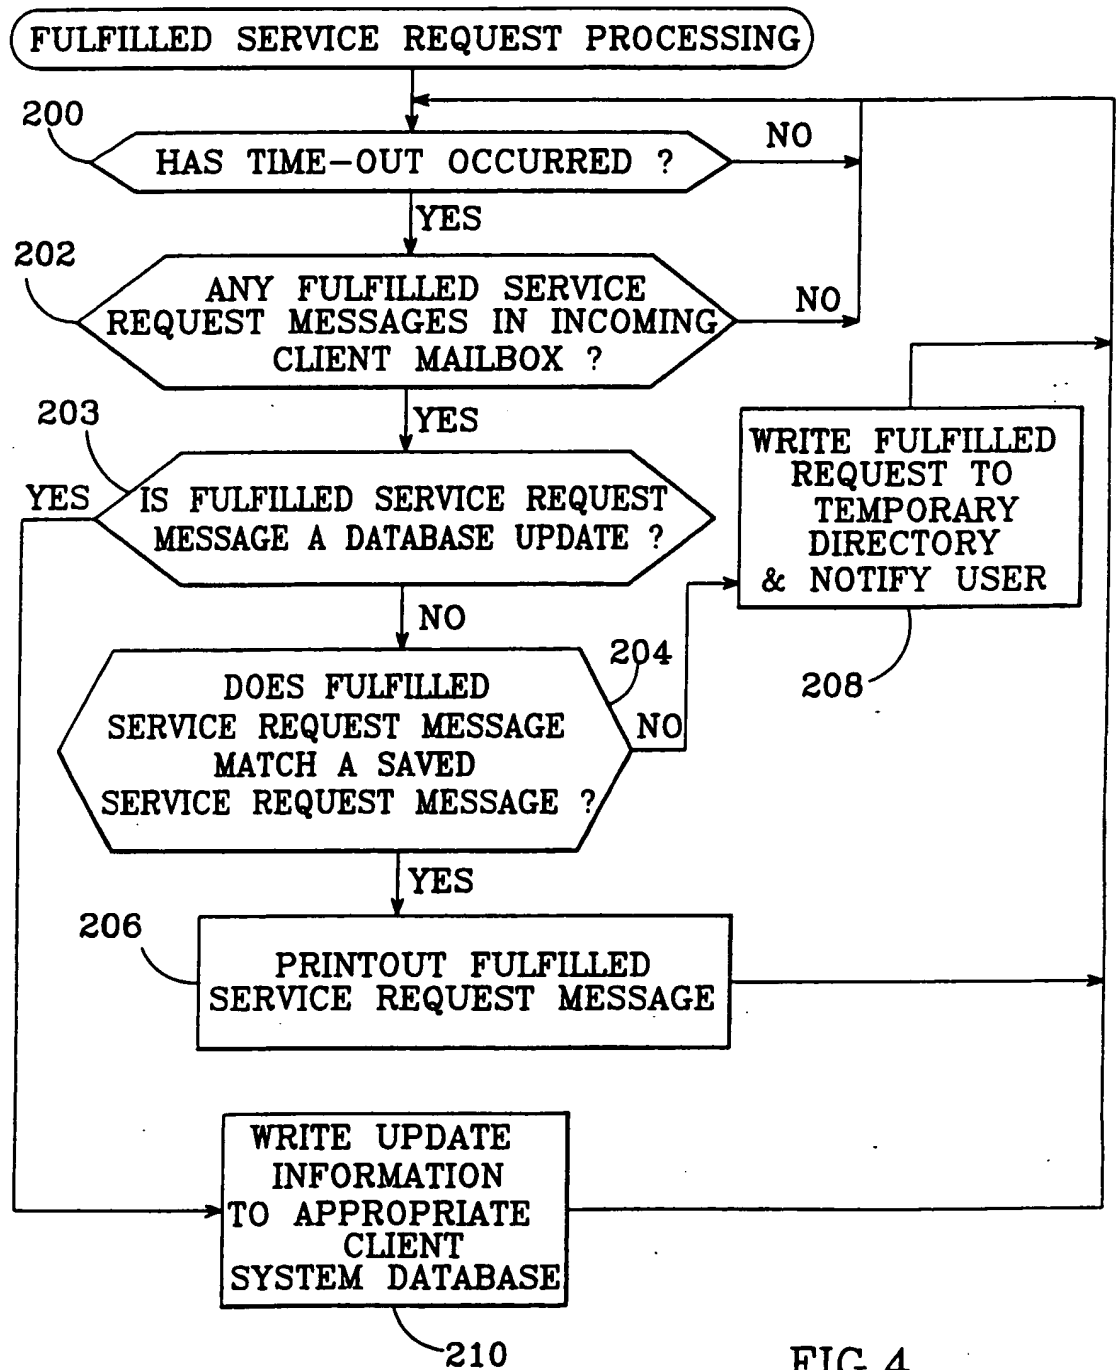 FULFILLED SERVICE REQUEST PROCESSING
200
HAS TIME-OUT OCCURRED ?
NO
YES
202
ANY FULFILLED SERVICE
REQUEST MESSAGES IN INCOMING
CLIENT MAILBOX ?
NO
YES
203
YES
IS FULFILLED SERVICE REQUEST
MESSAGE A DATABASE UPDATE ?
NO
WRITE FULFILLED
REQUEST TO
TEMPORARY
DIRECTORY
& NOTIFY USER
208
204
DOES FULFILLED
SERVICE REQUEST MESSAGE
MATCH A SAVED
SERVICE REQUEST MESSAGE ?
NO
YES
206
PRINTOUT FULFILLED
SERVICE REQUEST MESSAGE
WRITE UPDATE
INFORMATION
TO APPROPRIATE
CLIENT
SYSTEM DATABASE
210
FIG 4